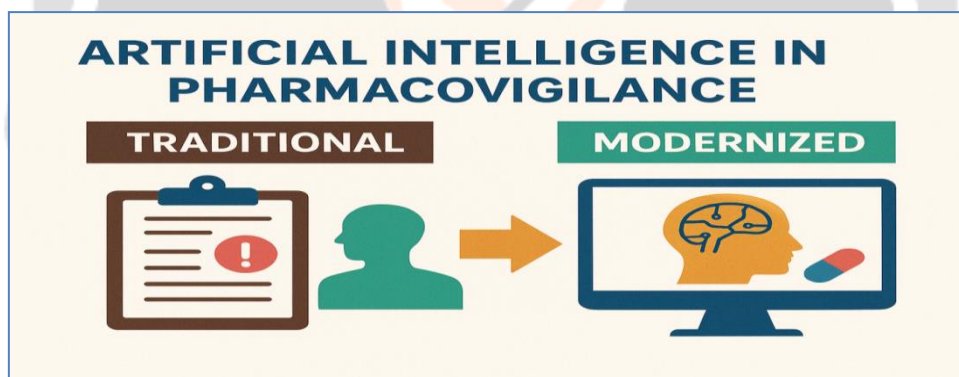 ARTIFICIAL INTELLIGENCE IN
PHARMACOVIGILANCE
TRADITIONAL
MODERNIZED
!